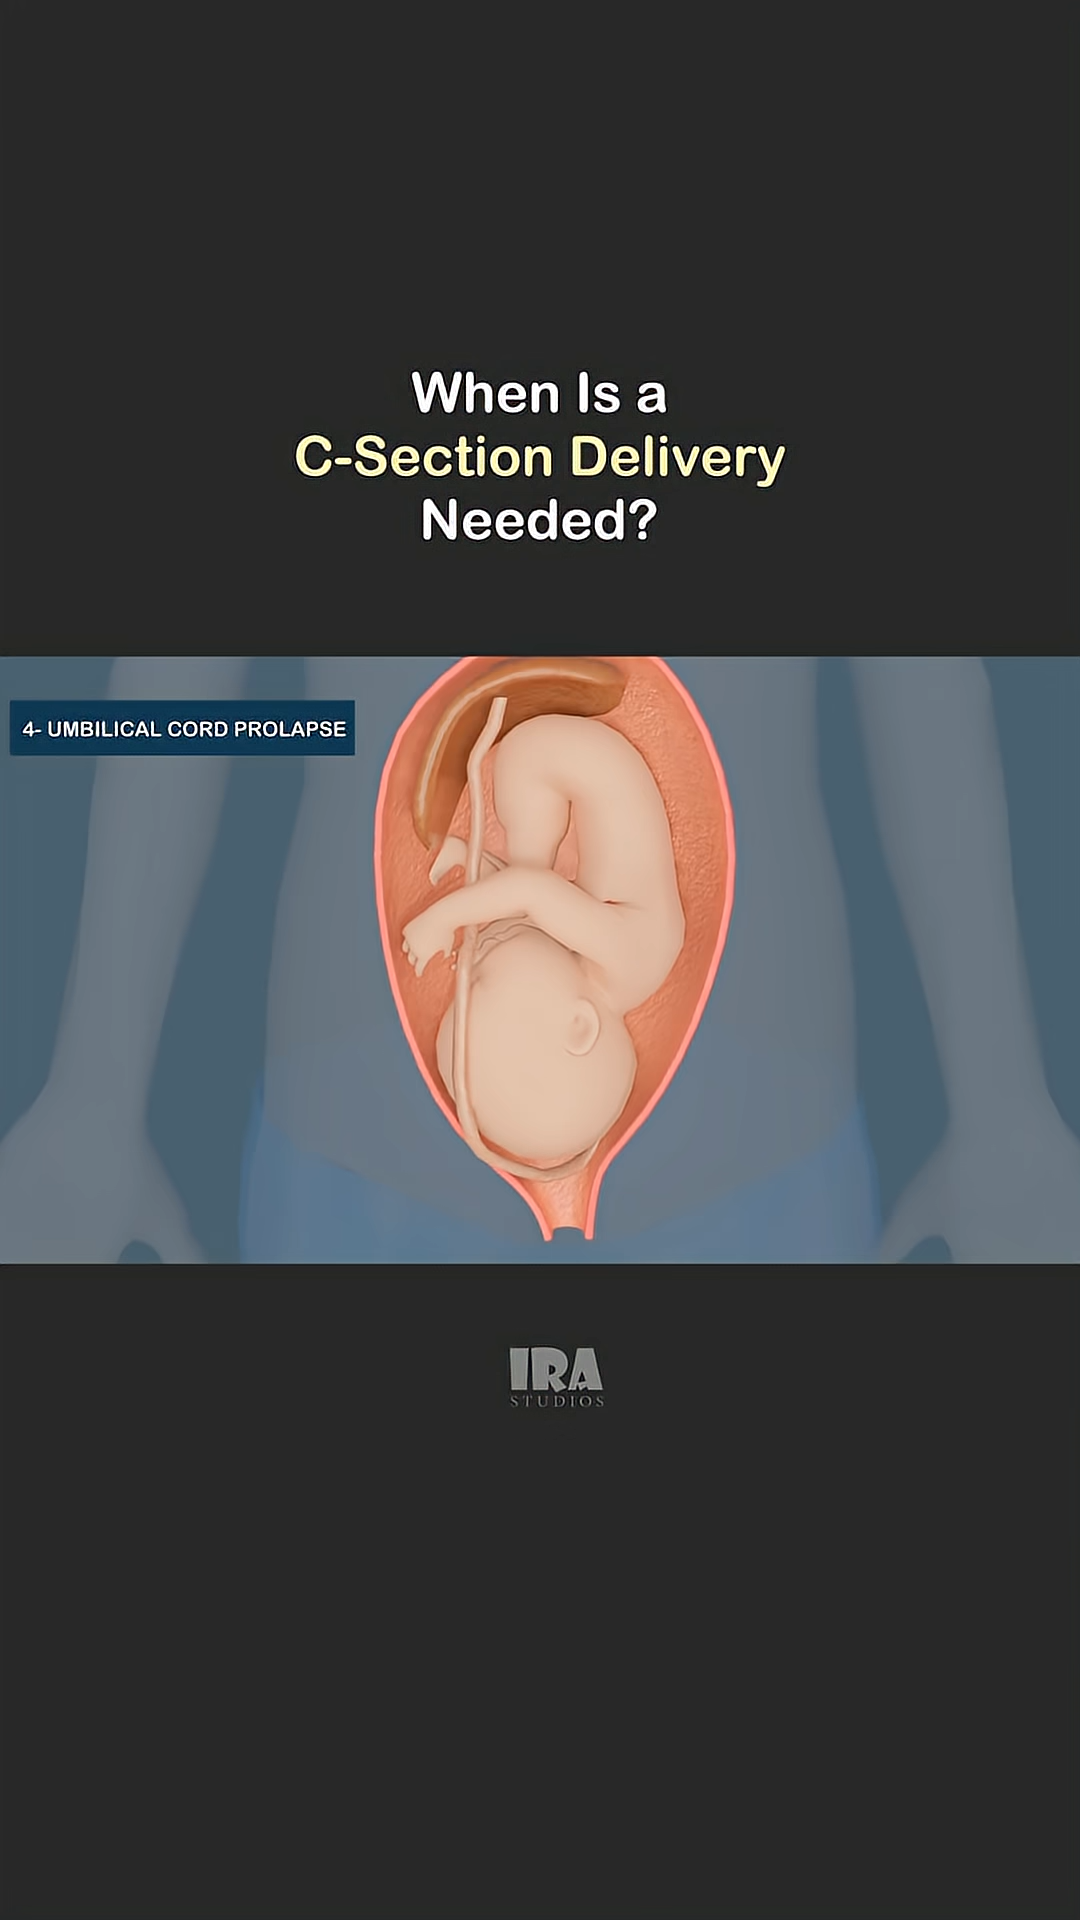 When Is a
C-Section Delivery
Needed?
4- UMBILICAL CORD PROLAPSE
IRA
STUDIOS